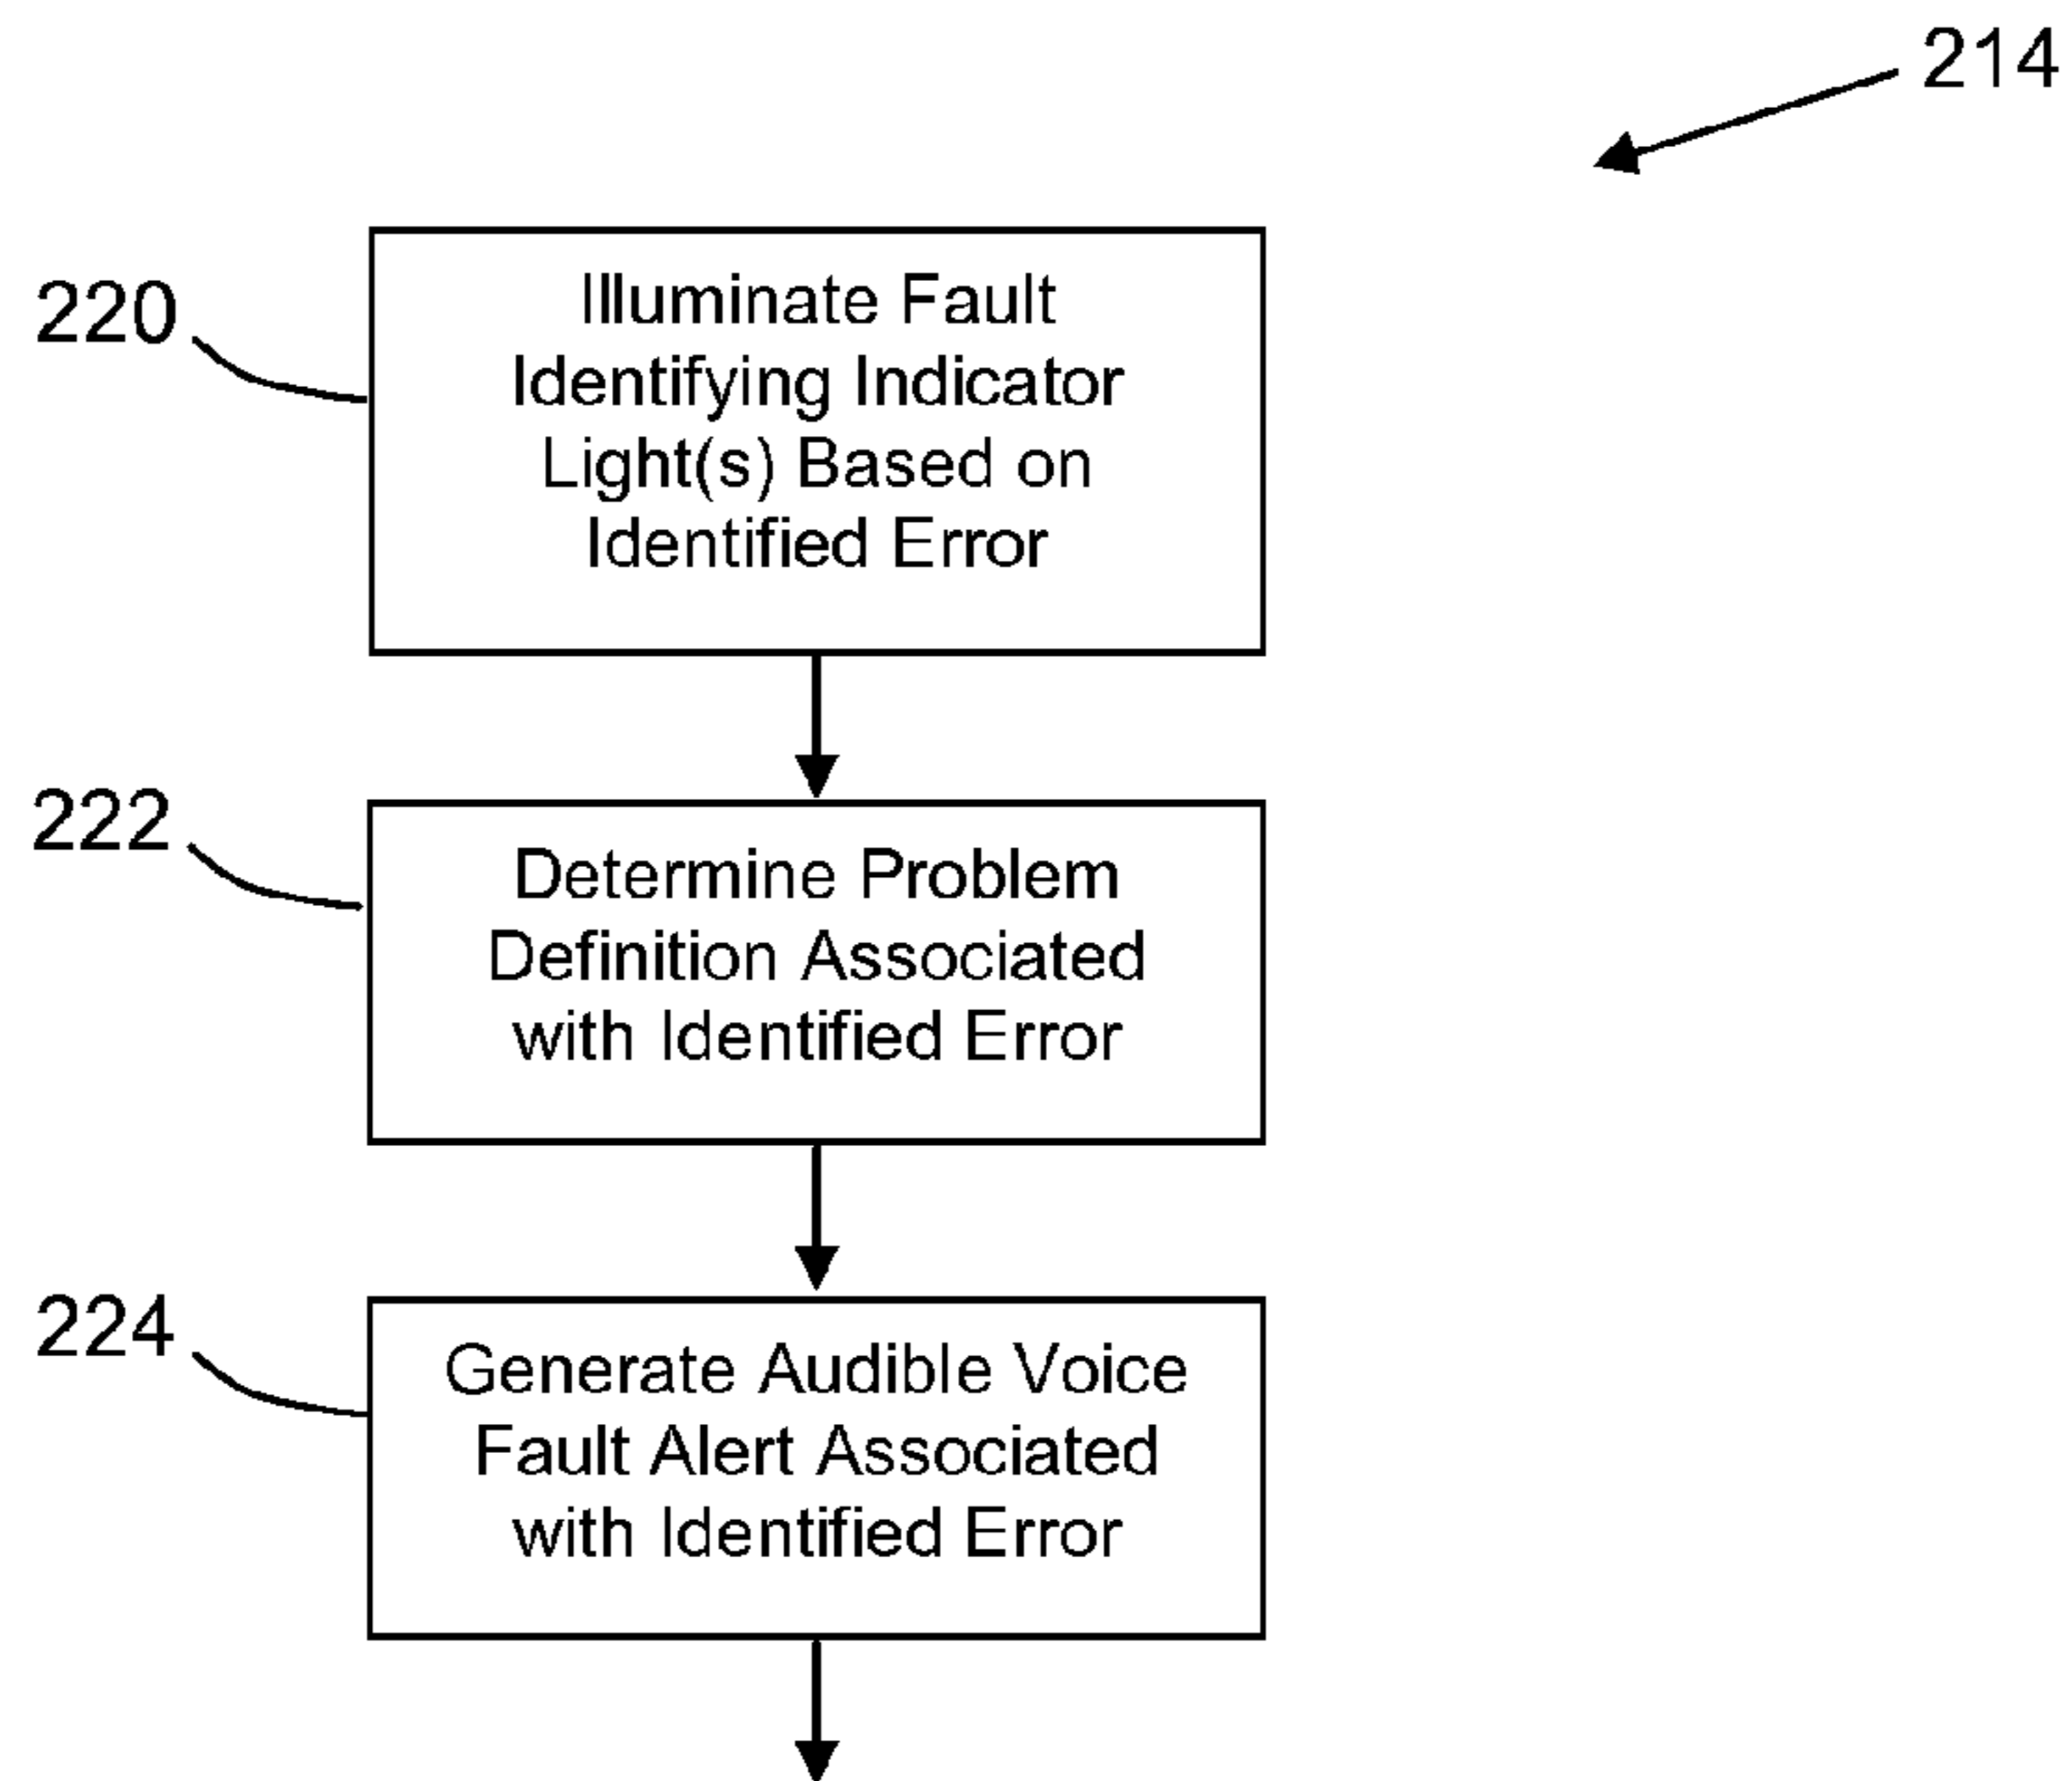 214
220
Illuminate Fault
Identifying Indicator
Light(s) Based on
Identified Error
222
Determine Problem
Definition Associated
with Identified Error
224
Generate Audible Voice
Fault Alert Associated
with Identified Error